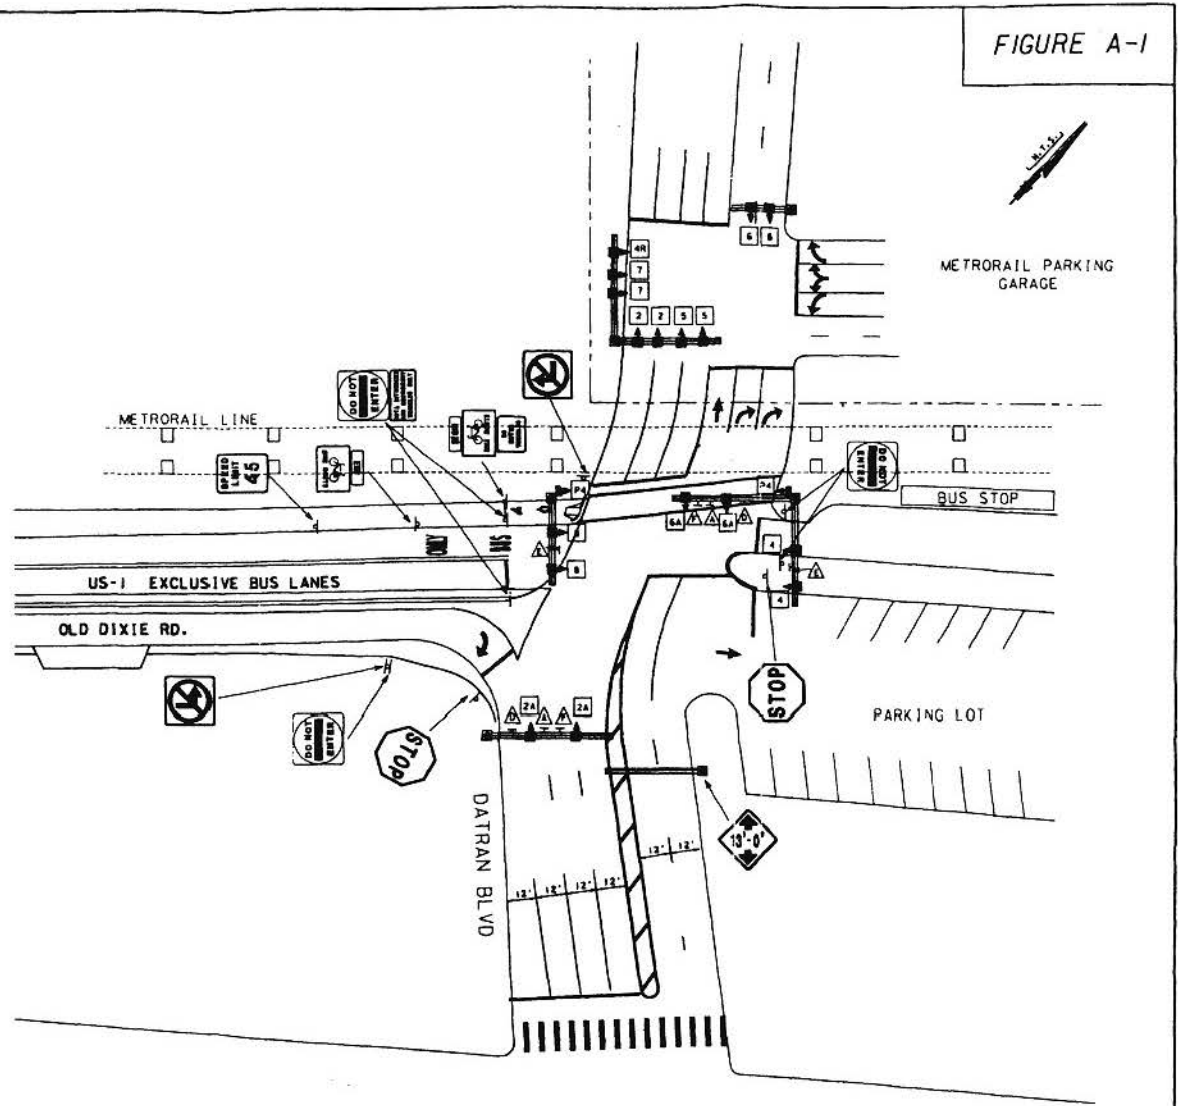 FIGURE A-1
N.T.S.
6 6
4R
7
7
2 2 5 5
METRORAIL PARKING
GARAGE
METRORAIL LINE
DO NOT
ENTER
SPEED
LIMIT
45
P4
P4
DO NOT
ENTER
BUS STOP
6A 6A
ONLY
BUS
8
4
4
US-1 EXCLUSIVE BUS LANES
OLD DIXIE RD.
STOP
PARKING LOT
DO NOT
ENTER
STOP
2A 2A
13'-0"
DATRAN BLVD
12' 12'
12' 12' 12' 12'